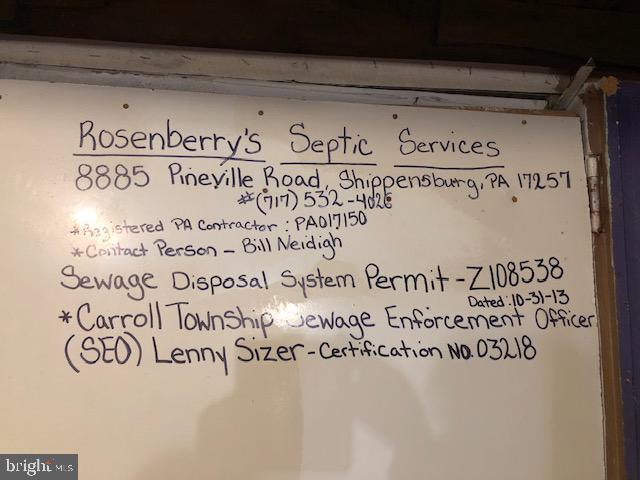 Rosenberry's Septic Services
8885 Pineville Road, Shippensburg, PA 17257
*(717) 532-4026
*Registered PA Contractor: PA017150
*Contact Person - Bill Neidigh
Sewage Disposal System Permit - Z108538
Dated: 10-31-13
*Carroll Township Sewage Enforcement Officer
(SEO) Lenny Sizer - Certification NO. 03218
bright MLS